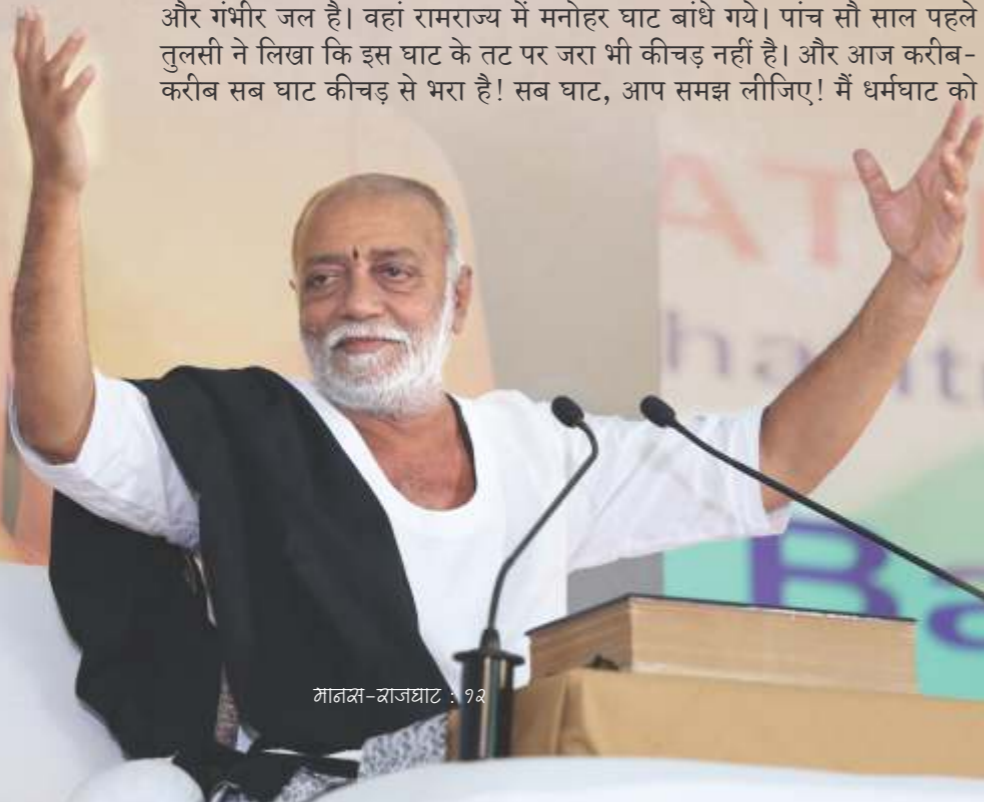 और गंभीर जल है। वहां रामराज्य में मनोहर घाट बांधे गये। पांच सौ साल पहले
तुलसी ने लिखा कि इस घाट के तट पर जरा भी कीचड़ नहीं है। और आज करीब-
करीब सब घाट कीचड़ से भरा है! सब घाट, आप समझ लीजिए! मैं धर्मघाट को
AT
मानस-राजघाट : १२